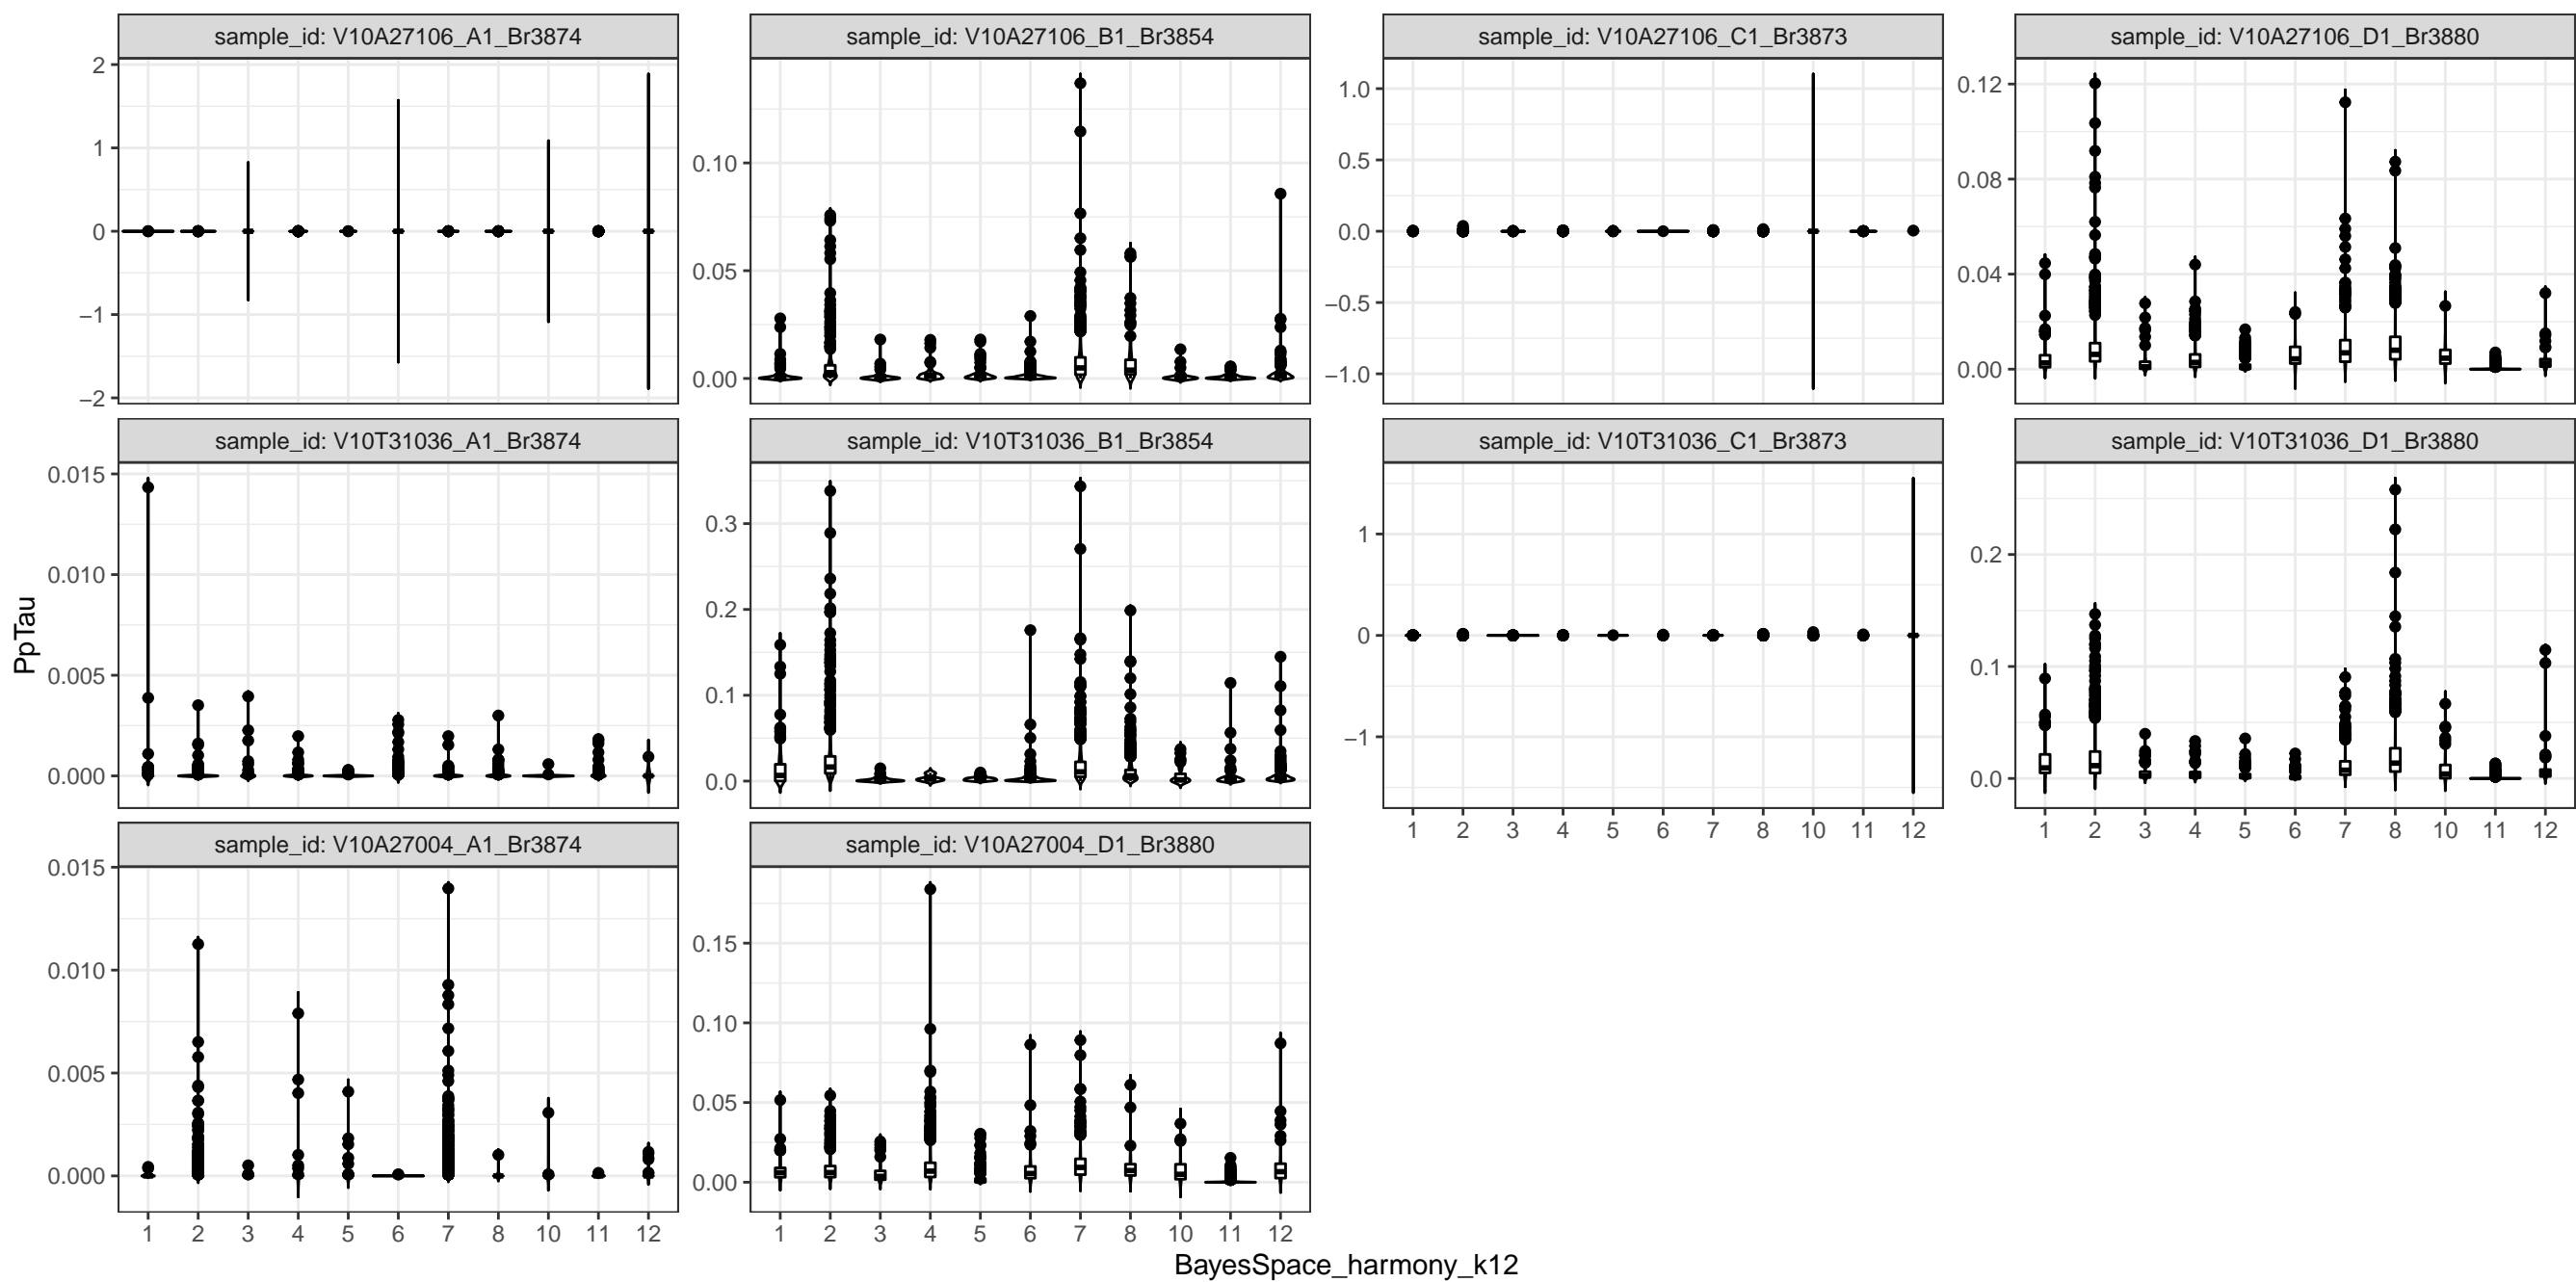 sample_id: V10A27106_A1_Br3874
sample_id: V10A27106_B1_Br3854
sample_id: V10A27106_C1_Br3873
sample_id: V10A27106_D1_Br3880
2
1
0
−1
−2
0.10
0.05
0.00
1.0
0.5
0.0
−0.5
−1.0
0.12
0.08
0.04
0.00
sample_id: V10T31036_A1_Br3874
sample_id: V10T31036_B1_Br3854
sample_id: V10T31036_C1_Br3873
sample_id: V10T31036_D1_Br3880
0.015
0.010
0.005
0.000
0.3
0.2
0.1
0.0
1
0
−1
0.2
0.1
0.0
1 2 3 4 5 6 7 8 10 11 12
1 2 3 4 5 6 7 8 10 11 12
PpTau
sample_id: V10A27004_A1_Br3874
sample_id: V10A27004_D1_Br3880
0.015
0.010
0.005
0.000
0.15
0.10
0.05
0.00
1 2 3 4 5 6 7 8 10 11 12
1 2 3 4 5 6 7 8 10 11 12
BayesSpace_harmony_k12